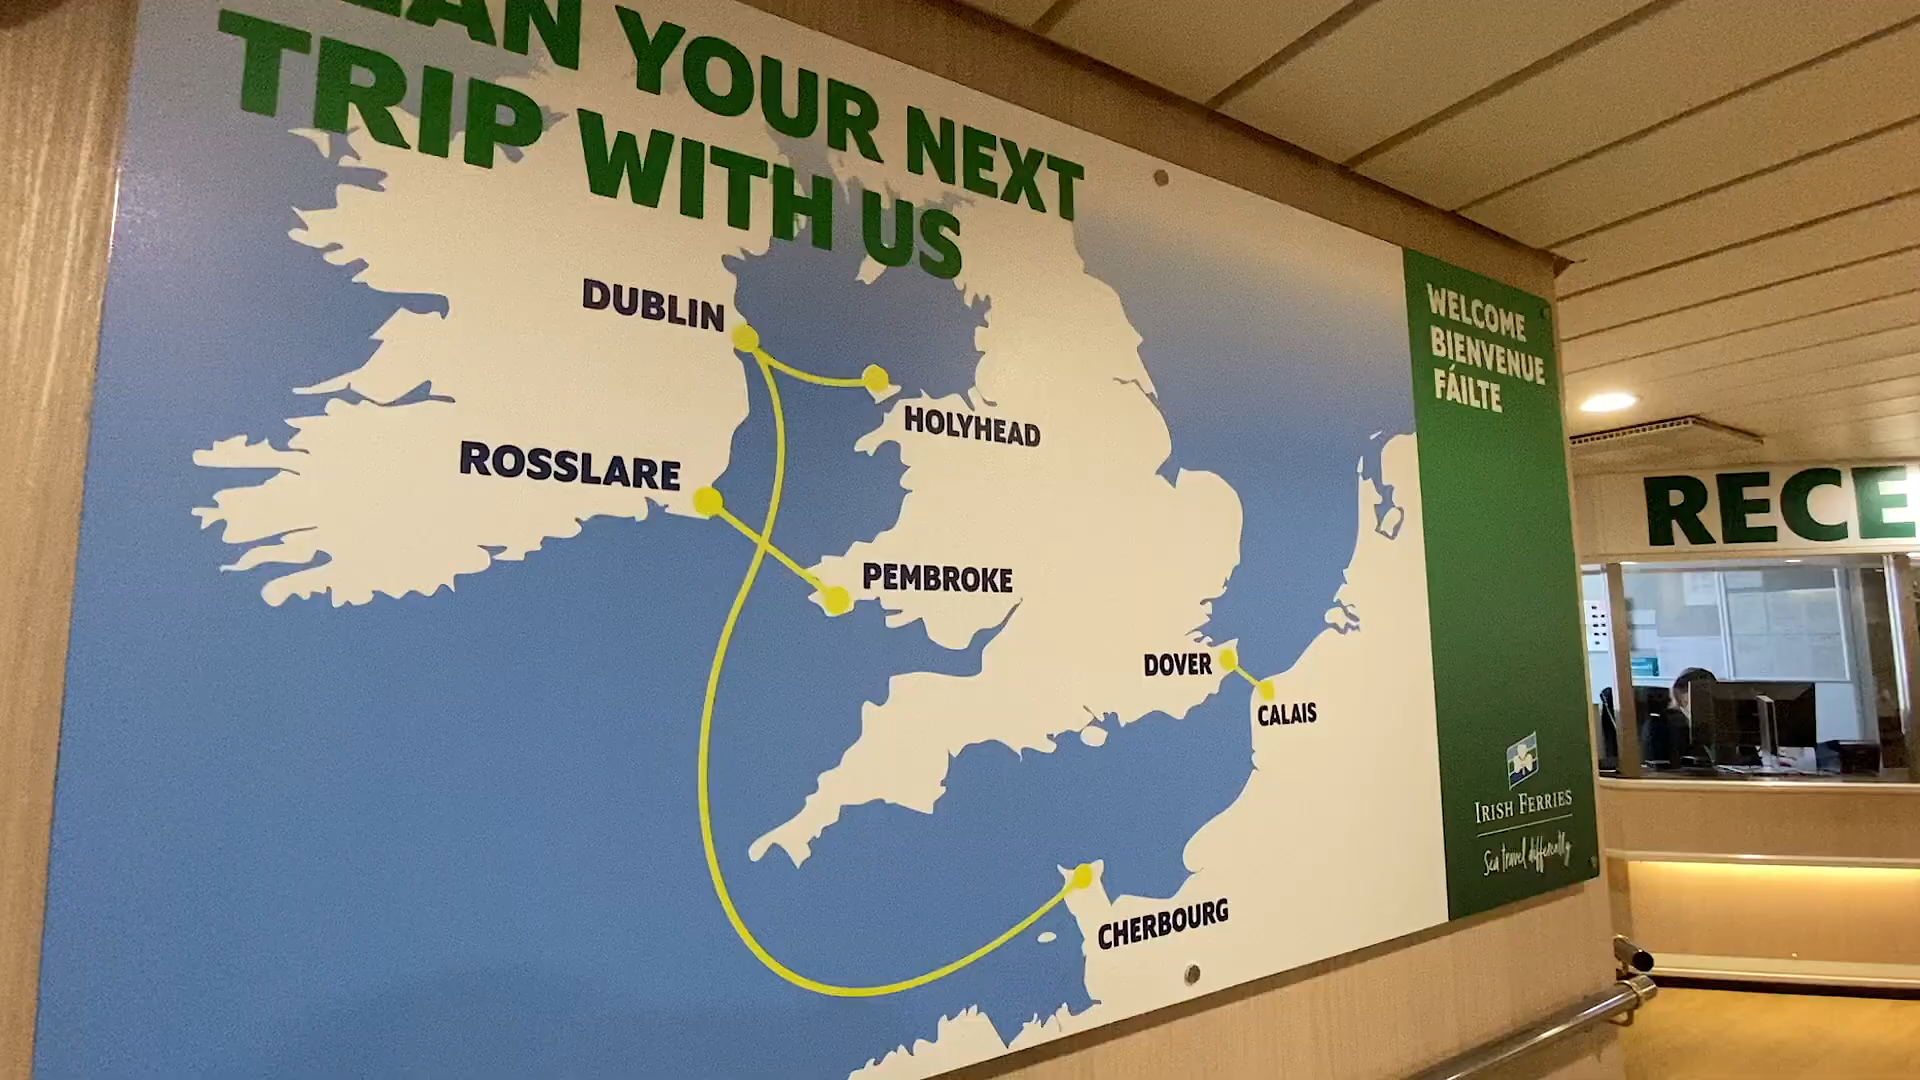 YOUR NEXT
TRIP WITH US
DUBLIN
HOLYHEAD
ROSSLARE
PEMBROKE
DOVER
CALAIS
CHERBOURG
WELCOME
BIENVENUE
FÁILTE
IRISH FERRIES
Sea travel differently